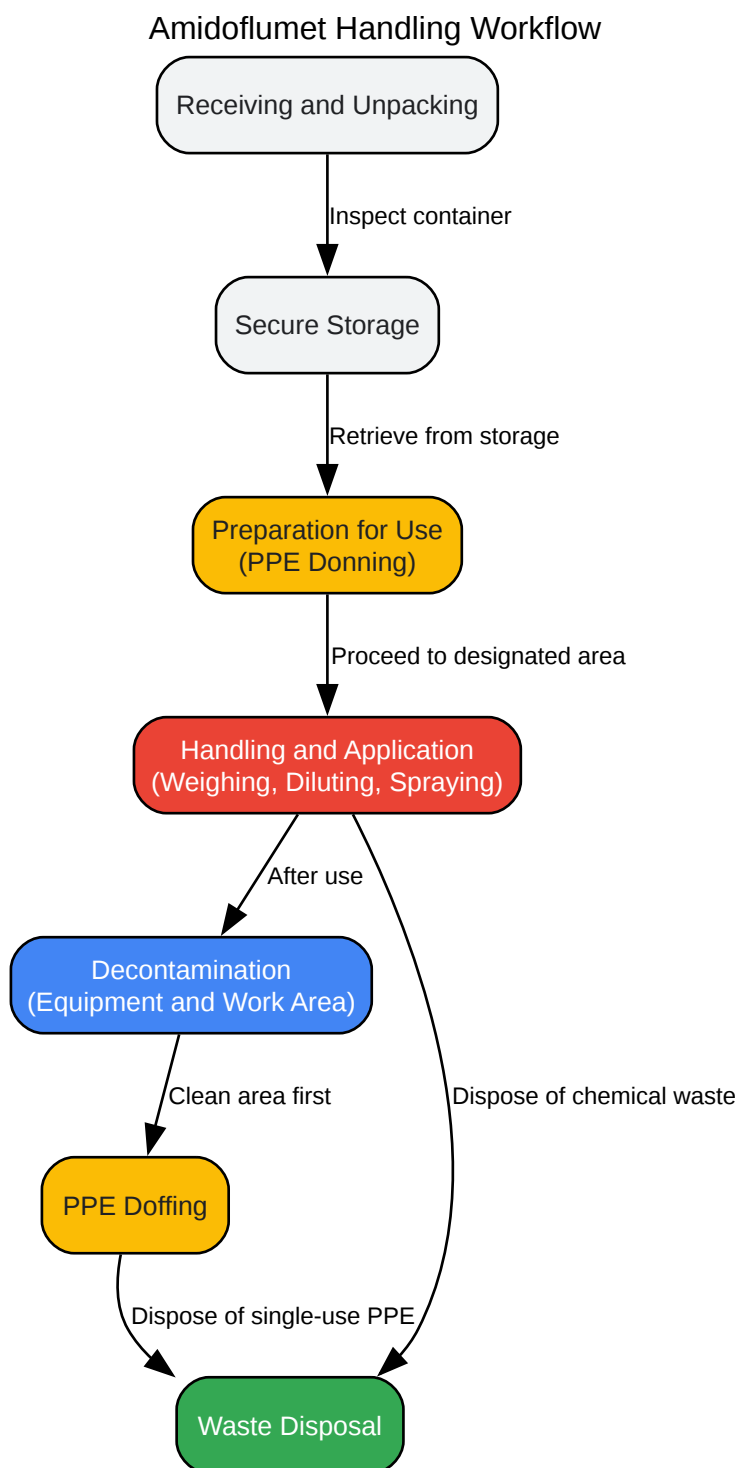 Amidoflumet Handling Workflow
Receiving and Unpacking
Inspect container
Secure Storage
Retrieve from storage
Preparation for Use
(PPE Donning)
Proceed to designated area
Handling and Application
(Weighing, Diluting, Spraying)
After use
Decontamination
(Equipment and Work Area)
Clean area first
Dispose of chemical waste
PPE Doffing
Dispose of single-use PPE
Waste Disposal